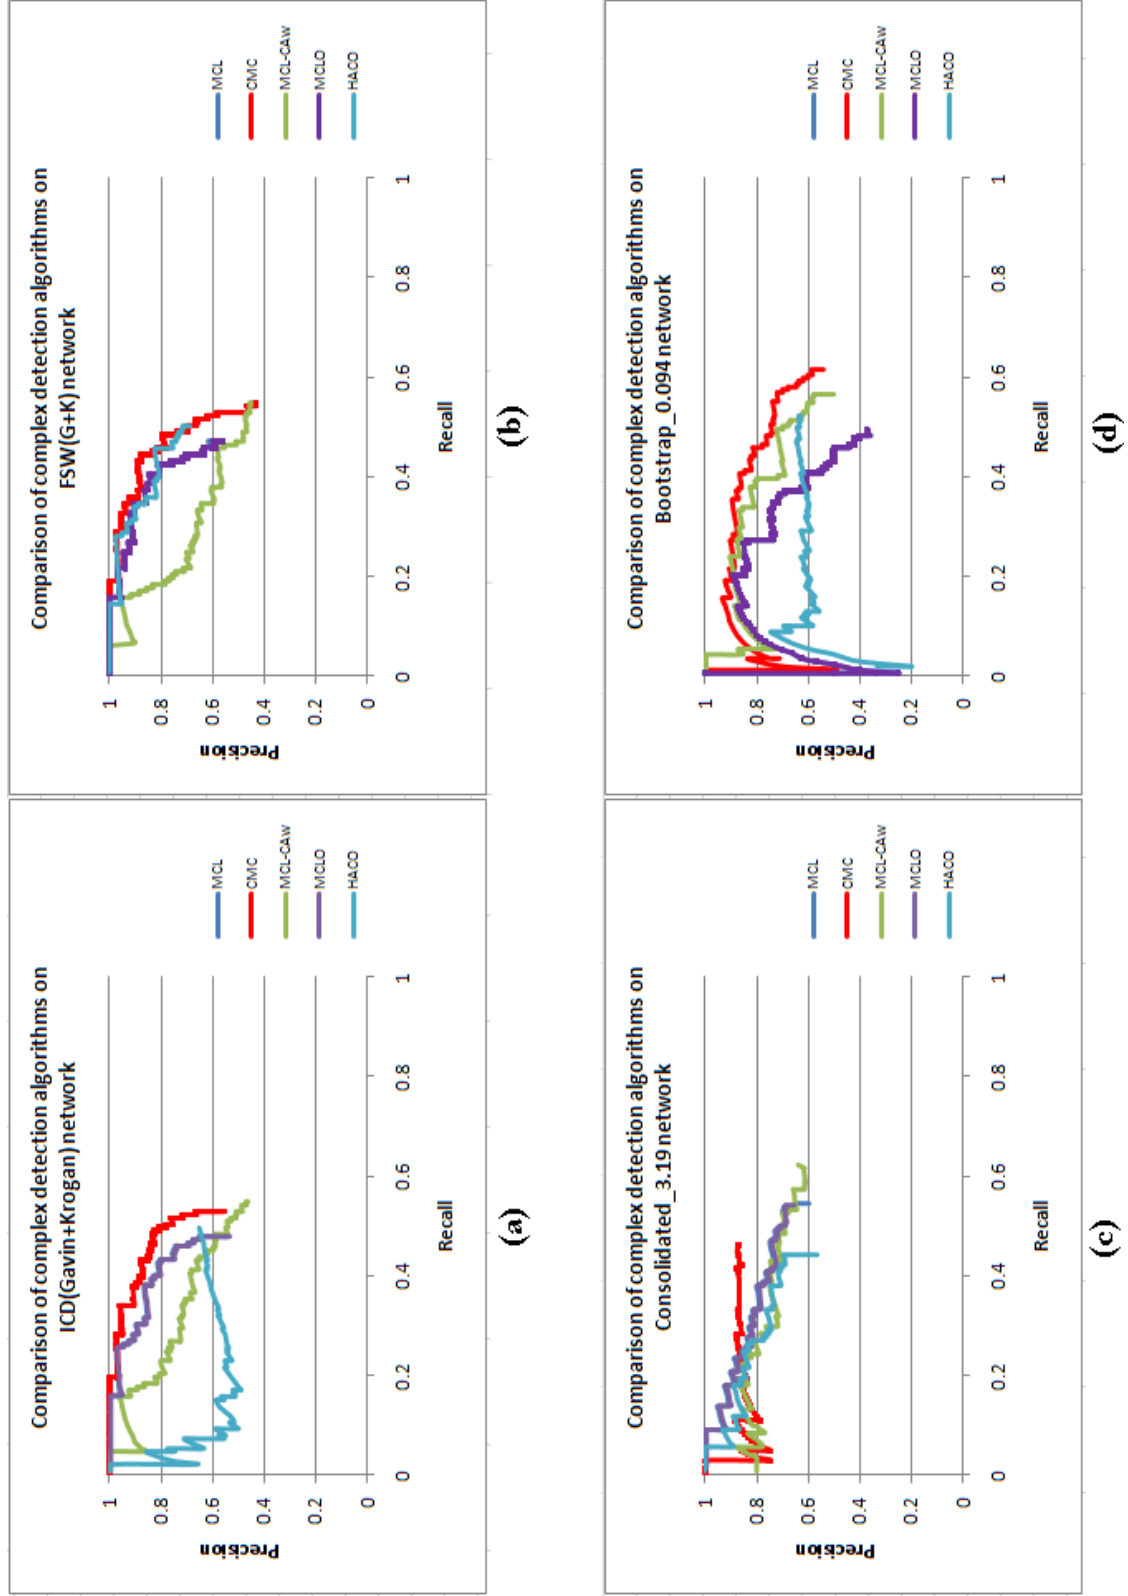 Comparison of complex detection algorithms on
ICD(Gavin+Krogan) network
Precision
1
0.8
0.6
0.4
0.2
0
0
0.2
0.4
0.6
0.8
1
Recall
MCL
CMC
MCL-CAw
MCLO
HACO
(a)
Comparison of complex detection algorithms on
FSW(G+K) network
Precision
1
0.8
0.6
0.4
0.2
0
0
0.2
0.4
0.6
0.8
1
Recall
MCL
CMC
MCL-CAw
MCLO
HACO
(b)
Comparison of complex detection algorithms on
Consolidated_3.19 network
Precision
1
0.8
0.6
0.4
0.2
0
0
0.2
0.4
0.6
0.8
1
Recall
MCL
CMC
MCL-CAw
MCLO
HACO
(c)
Comparison of complex detection algorithms on
Bootstrap_0.094 network
Precision
1
0.8
0.6
0.4
0.2
0
0
0.2
0.4
0.6
0.8
1
Recall
MCL
CMC
MCL-CAw
MCLO
HACO
(d)